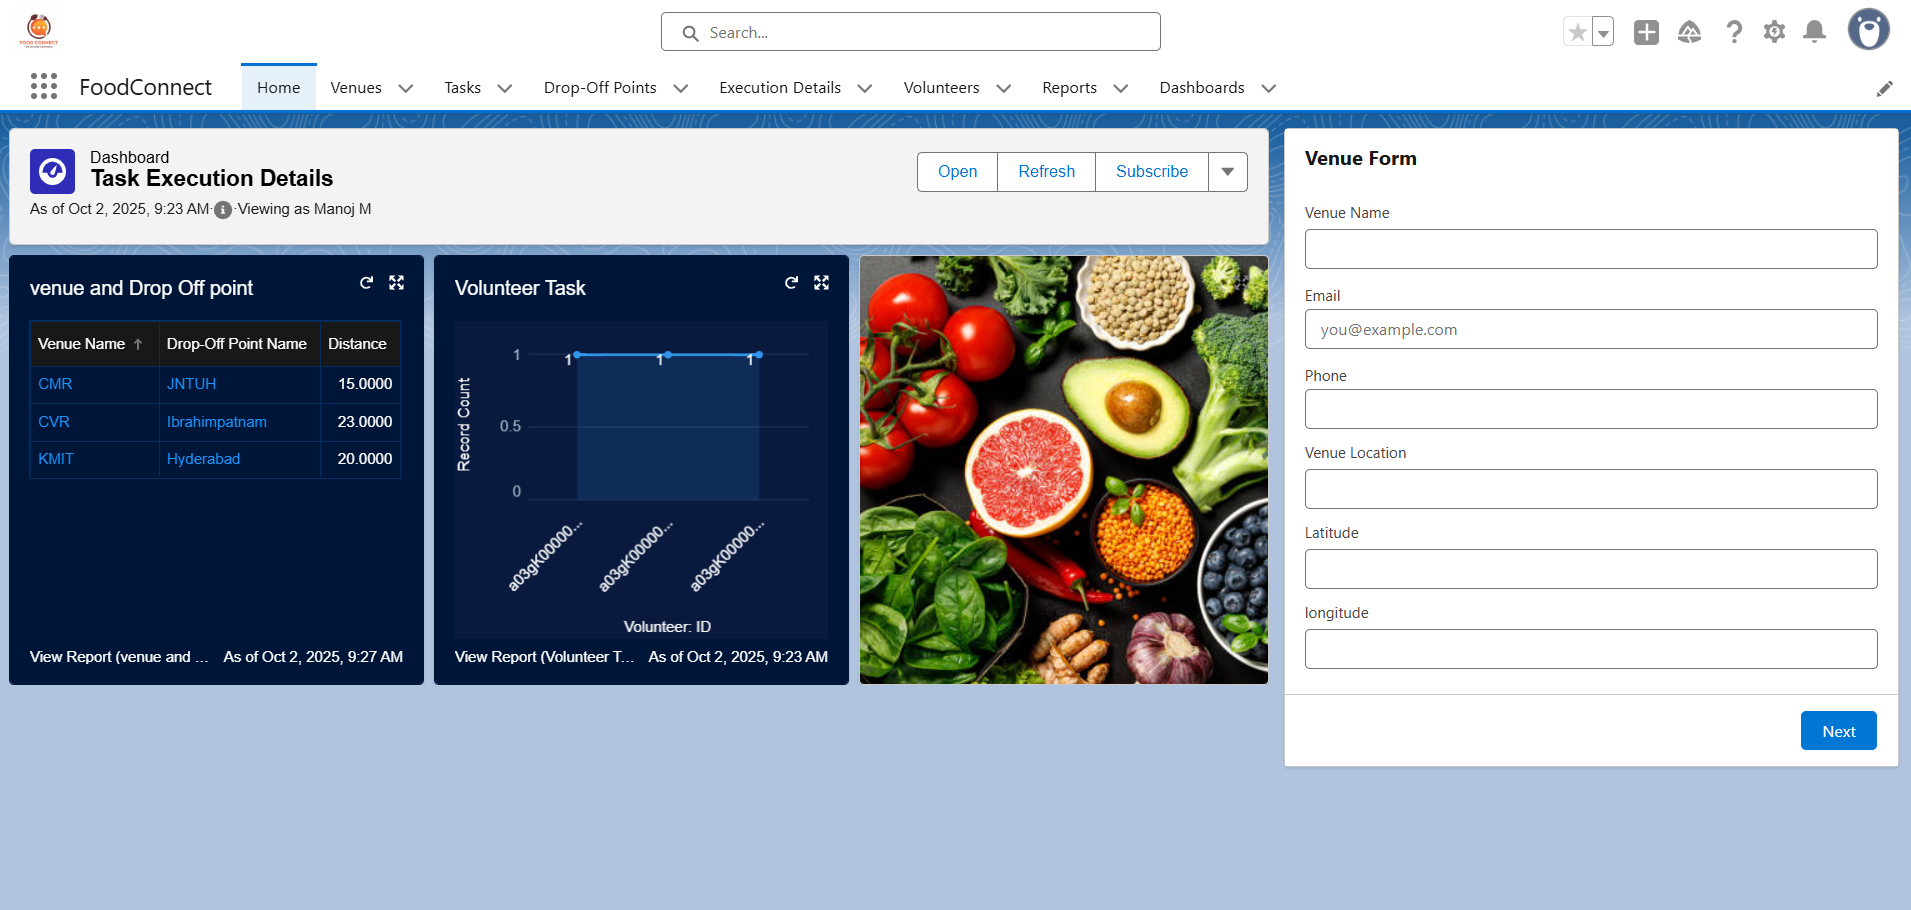 FOOD CONNECT
Search...
FoodConnect
Home
Venues
Tasks
Drop-Off Points
Execution Details
Volunteers
Reports
Dashboards
Dashboard
Task Execution Details
As of Oct 2, 2025, 9:23 AM·Viewing as Manoj M
Open
Refresh
Subscribe
venue and Drop Off point
Venue Name ↑ Drop-Off Point Name Distance
CMR JNTUH 15.0000
CVR Ibrahimpatnam 23.0000
KMIT Hyderabad 20.0000
View Report (venue and ... As of Oct 2, 2025, 9:27 AM
Volunteer Task
Record Count
1
0.5
0
1 1 1
a03gK00000...
a03gK00000...
a03gK00000...
Volunteer: ID
View Report (Volunteer T... As of Oct 2, 2025, 9:23 AM
Venue Form
Venue Name
Email
you@example.com
Phone
Venue Location
Latitude
longitude
Next